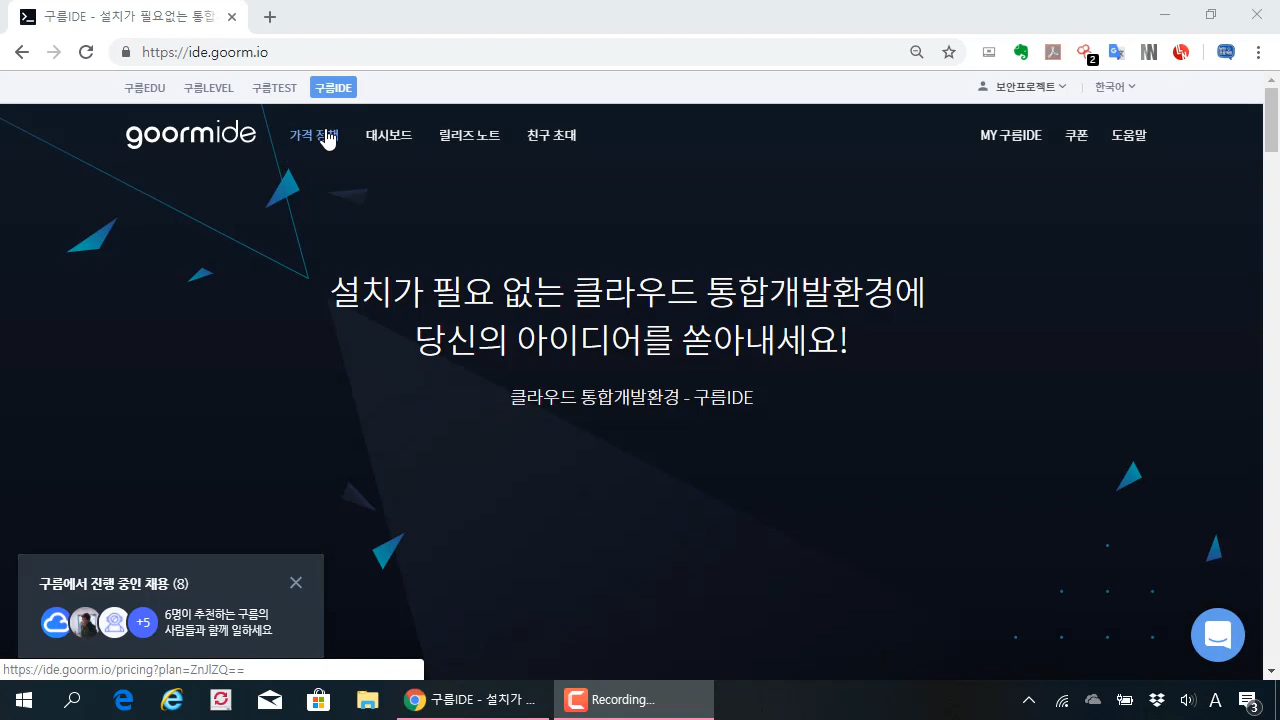 구름IDE - 설치가 필요없는 통합
https://ide.goorm.io
2
구름EDU
구름LEVEL
구름TEST
구름IDE
보안프로젝트
한국어
goormide
가격 정책
대시보드
릴리즈 노트
친구 초대
MY 구름IDE
쿠폰
도움말
설치가 필요 없는 클라우드 통합개발환경에
당신의 아이디어를 쏟아내세요!
클라우드 통합개발환경 - 구름IDE
구름에서 진행 중인 채용 (8)
+5
6명이 추천하는 구름의
사람들과 함께 일하세요
https://ide.goorm.io/pricing?plan=ZnJlZQ==
구름IDE - 설치가 ...
Recording...
A
3